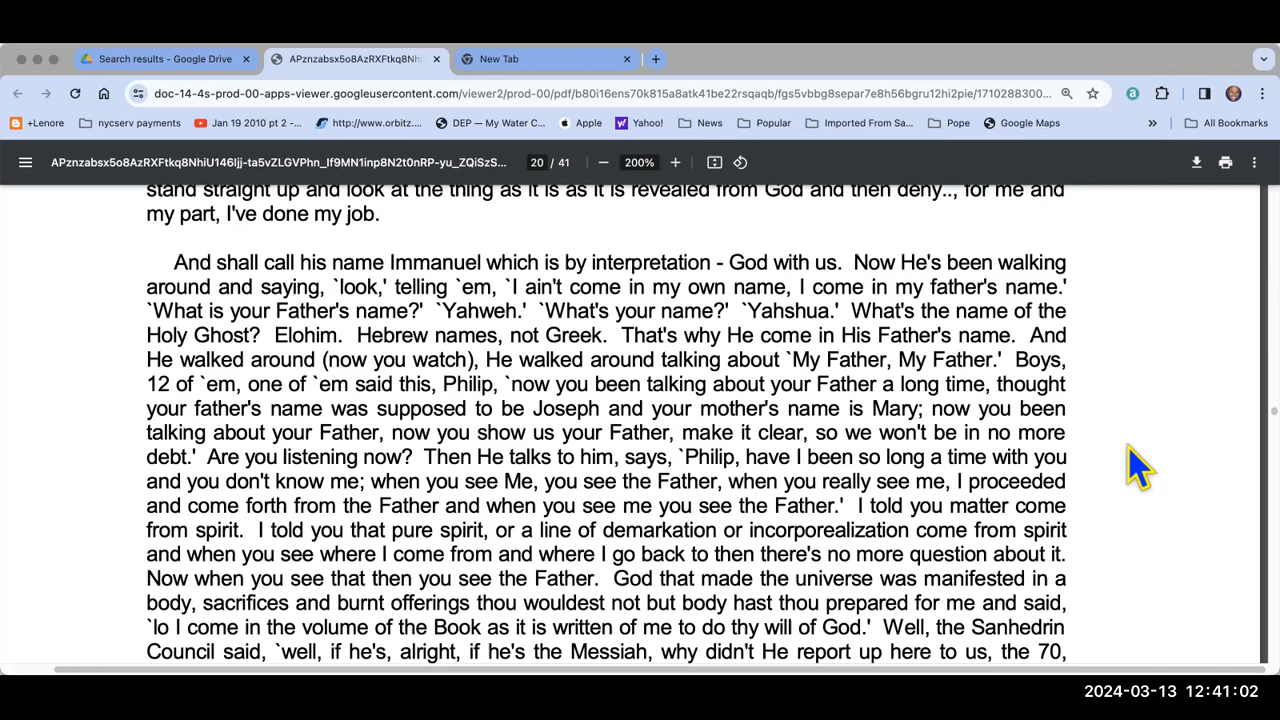 Search results - Google Drive
APznzabsx5o8AzRXFtkq8Nh
New Tab
doc-14-4s-prod-00-apps-viewer.googleusercontent.com/viewer2/prod-00/pdf/b80i16ens70k815a8atk41be22rsqaqb/fgs5vbbg8separ7e8h56bgru12hi2pie/1710288300...
+Lenore
nycserv payments
Jan 19 2010 pt 2 –...
http://www.orbitz....
DEP — My Water C...
Apple
Yahoo!
News
Popular
Imported From Sa...
Pope
Google Maps
All Bookmarks
APznzabsx5o8AzRXFtkq8NhiU146ljj-ta5vZLGVPhn_If9MN1inp8N2t0nRP-yu_ZQiSzS...
20 / 41
200%
stand straight up and look at the thing as it is as it is revealed from God and then deny.., for me and
my part, I've done my job.
And shall call his name Immanuel which is by interpretation - God with us. Now He's been walking
around and saying, `look,' telling `em, `I ain't come in my own name, I come in my father's name.'
`What is your Father's name?' `Yahweh.' `What's your name?' `Yahshua.' What's the name of the
Holy Ghost? Elohim. Hebrew names, not Greek. That's why He come in His Father's name. And
He walked around (now you watch), He walked around talking about `My Father, My Father.' Boys,
12 of `em, one of `em said this, Philip, `now you been talking about your Father a long time, thought
your father's name was supposed to be Joseph and your mother's name is Mary; now you been
talking about your Father, now you show us your Father, make it clear, so we won't be in no more
debt.' Are you listening now? Then He talks to him, says, `Philip, have I been so long a time with you
and you don't know me; when you see Me, you see the Father, when you really see me, I proceeded
and come forth from the Father and when you see me you see the Father.' I told you matter come
from spirit. I told you that pure spirit, or a line of demarkation or incorporealization come from spirit
and when you see where I come from and where I go back to then there's no more question about it.
Now when you see that then you see the Father. God that made the universe was manifested in a
body, sacrifices and burnt offerings thou wouldest not but body hast thou prepared for me and said,
`lo I come in the volume of the Book as it is written of me to do thy will of God.' Well, the Sanhedrin
Council said, `well, if he's, alright, if he's the Messiah, why didn't He report up here to us, the 70,
2024-03-13 12:41:02